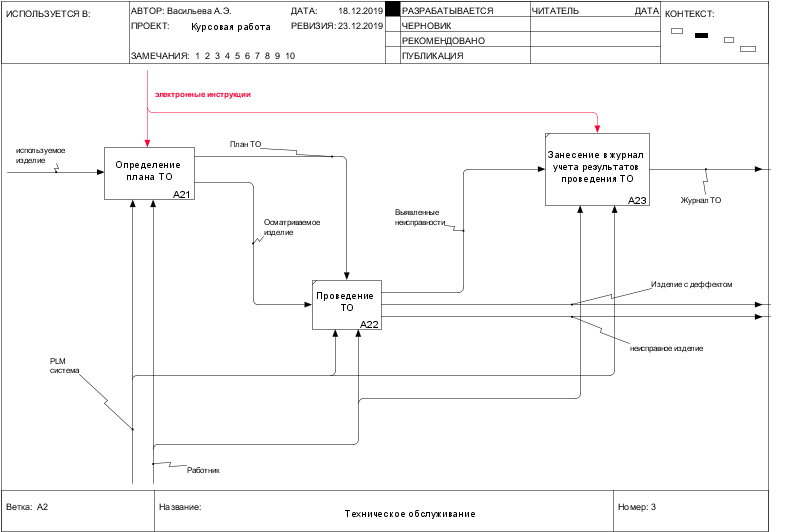 ИСПОЛЬЗУЕТСЯ В:
АВТОР: Васильева А.Э.
ДАТА: 18.12.2019
РАЗРАБАТЫВАЕТСЯ
ЧИТАТЕЛЬ
ДАТА
КОНТЕКСТ:
ПРОЕКТ: Курсовая работа
РЕВИЗИЯ: 23.12.2019
ЧЕРНОВИК
РЕКОМЕНДОВАНО
ЗАМЕЧАНИЯ: 1 2 3 4 5 6 7 8 9 10
ПУБЛИКАЦИЯ
электронные инструкции
используемое
изделие
Определение
плана ТО
A21
План ТО
Занесение в журнал
учета результатов
проведения ТО
A23
Журнал ТО
Осматриваемое
изделие
Выявленные
неисправности
Проведение
ТО
A22
Изделие с деффектом
неисправное изделие
PLM
система
Работник
Ветка: A2
Название:
Техническое обслуживание
Номер: 3